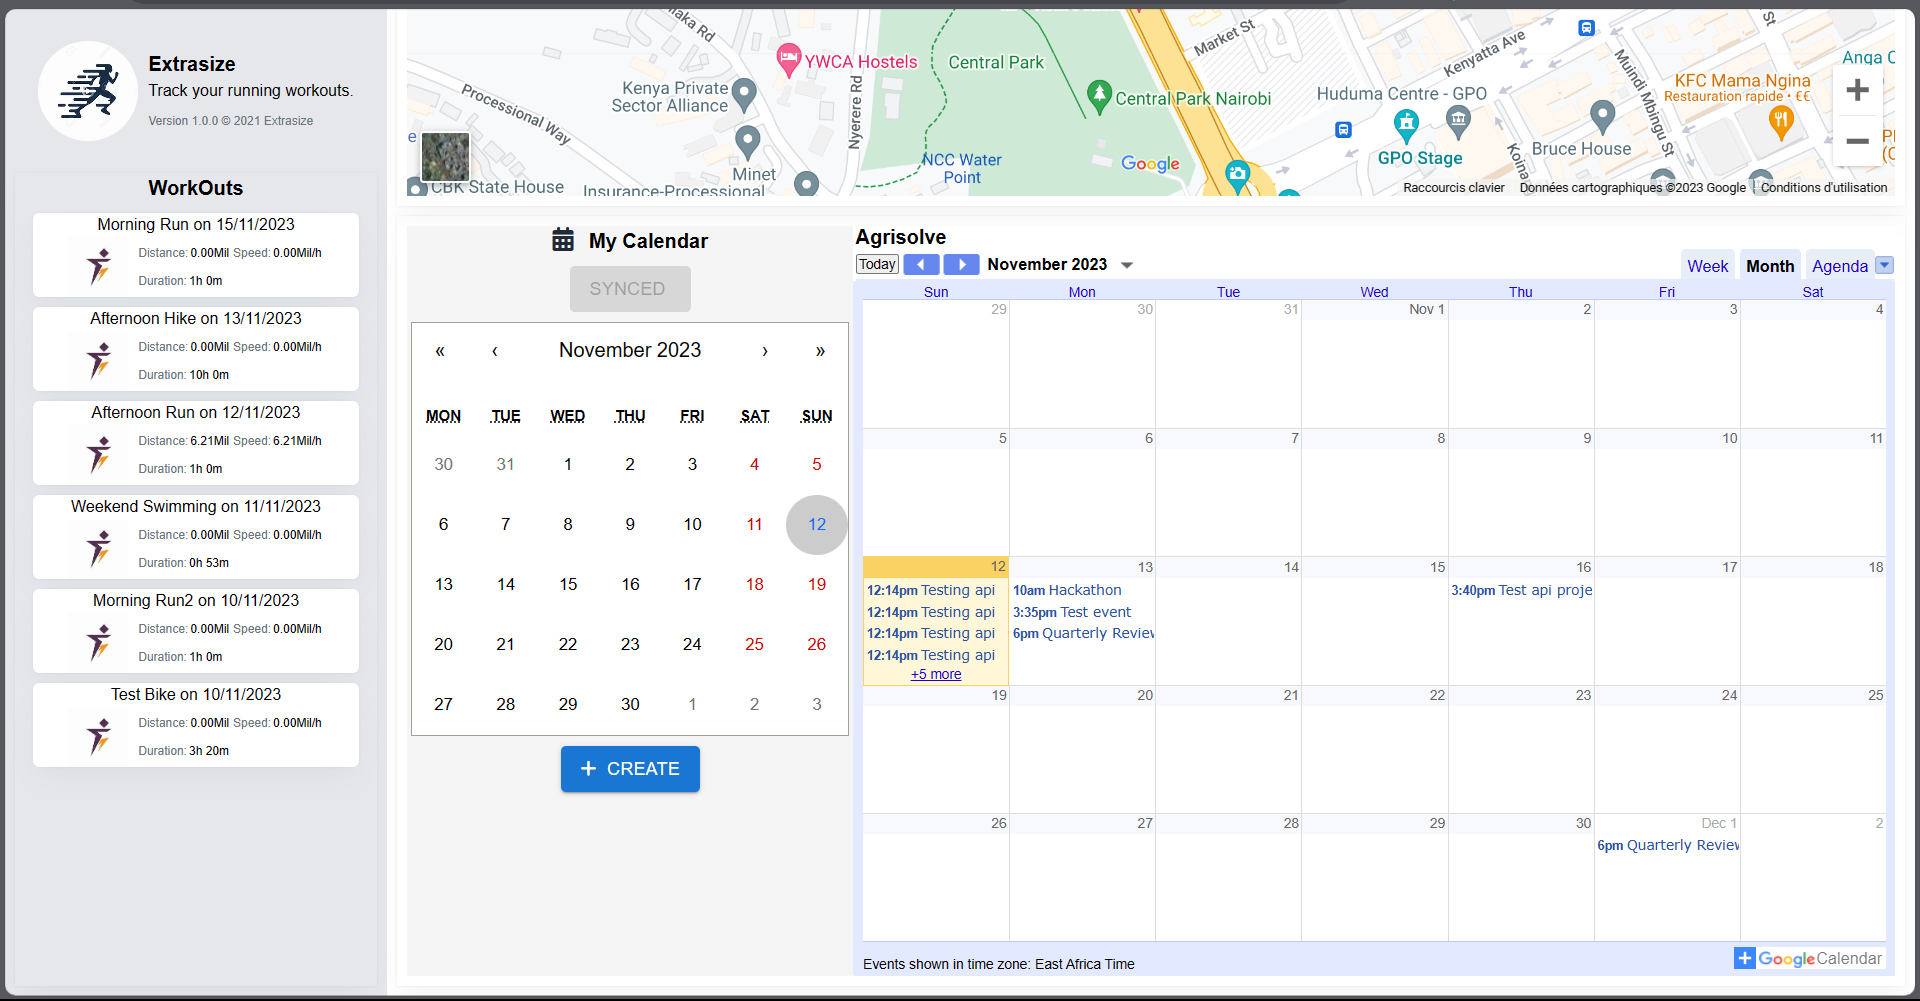 Extrasize
Track your running workouts.
Version 1.0.0 © 2021 Extrasize
WorkOuts
Morning Run on 15/11/2023
Distance: 0.00Mil Speed: 0.00Mil/h
Duration: 1h 0m
Afternoon Hike on 13/11/2023
Distance: 0.00Mil Speed: 0.00Mil/h
Duration: 10h 0m
Afternoon Run on 12/11/2023
Distance: 6.21Mil Speed: 6.21Mil/h
Duration: 1h 0m
Weekend Swimming on 11/11/2023
Distance: 0.00Mil Speed: 0.00Mil/h
Duration: 0h 53m
Morning Run2 on 10/11/2023
Distance: 0.00Mil Speed: 0.00Mil/h
Duration: 1h 0m
Test Bike on 10/11/2023
Distance: 0.00Mil Speed: 0.00Mil/h
Duration: 3h 20m
Rd
Processional Way
Kenya Private
Sector Alliance
YWCA Hostels
Nyerere Rd
Central Park
Central Park Nairobi
Market St
Kenyatta Ave
Huduma Centre - GPO
Muindi Mbingu St
St
KFC Mama Ngina
Restauration rapide • €€
Anga C
GPO Stage
Bruce House
Koina
NCC Water
Point
Google
Minet
CBK State House
Insurance-Processional
Raccourcis clavier
Données cartographiques ©2023 Google
Conditions d'utilisation
My Calendar
SYNCED
« ‹ November 2023 › »
MON TUE WED THU FRI SAT SUN
30 31 1 2 3 4 5
6 7 8 9 10 11 12
13 14 15 16 17 18 19
20 21 22 23 24 25 26
27 28 29 30 1 2 3
+ CREATE
Agrisolve
Today November 2023 Week Month Agenda
Sun Mon Tue Wed Thu Fri Sat
29 30 31 Nov 1 2 3 4
5 6 7 8 9 10 11
12 13 14 15 16 17 18
12:14pm Testing api 10am Hackathon 3:40pm Test api proje
12:14pm Testing api 3:35pm Test event
12:14pm Testing api 6pm Quarterly Review
12:14pm Testing api
+5 more
19 20 21 22 23 24 25
26 27 28 29 30 Dec 1 2
6pm Quarterly Review
Events shown in time zone: East Africa Time
+ GoogleCalendar